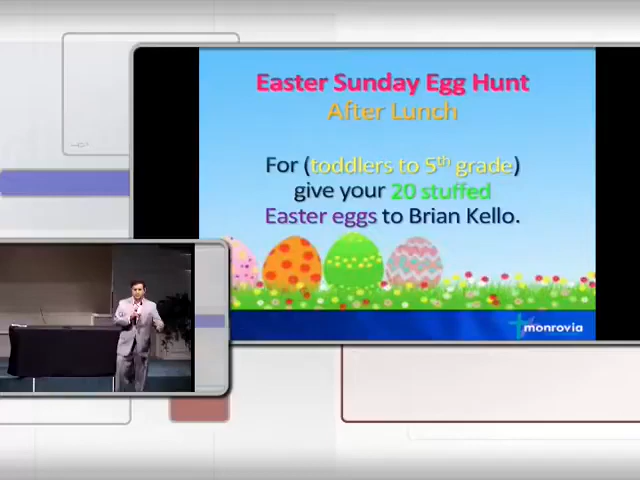 Easter Sunday Egg Hunt
After Lunch
For (toddlers to 5th grade)
give your 20 stuffed
Easter eggs to Brian Kello.
monrovia